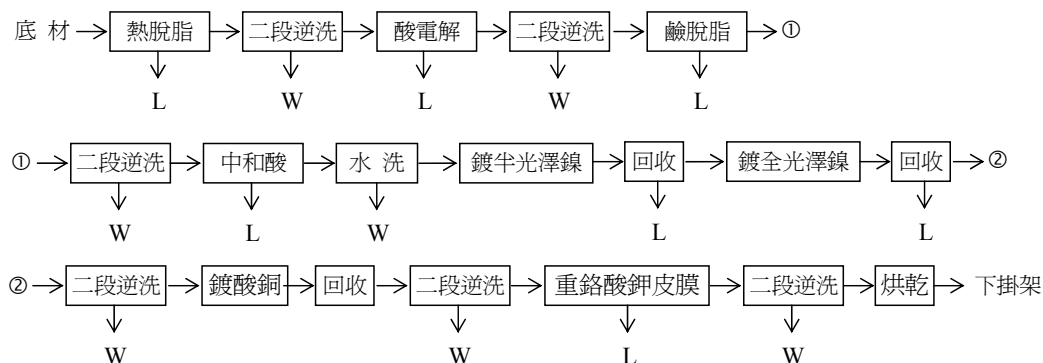 底 材 熱脫脂 二段逆洗 酸電解 二段逆洗 鹼脫脂 ①
L W L W L
① 二段逆洗 中和酸 水 洗 鍍半光澤鎳 回收 鍍全光澤鎳 回收 ②
W L W L L
② 二段逆洗 鍍酸銅 回收 二段逆洗 重鉻酸鉀皮膜 二段逆洗 烘乾 下掛架
W W L W